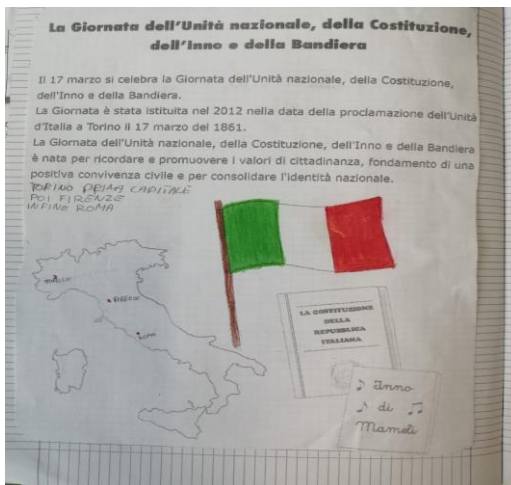 La Giornata dell'Unità nazionale, della Costituzione,
dell'Inno e della Bandiera
Il 17 marzo si celebra la Giornata dell'Unità nazionale, della Costituzione,
dell'Inno e della Bandiera.
La Giornata è stata istituita nel 2012 nella data della proclamazione dell'Unità
d'Italia a Torino il 17 marzo del 1861.
La Giornata dell'Unità nazionale, della Costituzione, dell'Inno e della Bandiera
è nata per ricordare e promuovere i valori di cittadinanza, fondamento di una
positiva convivenza civile e per consolidare l'identità nazionale.
TORINO PRIMA CAPITALE
POI FIRENZE
INFINE ROMA
TORINO
FIRENZE
ROMA
LA COSTITUZIONE
DELLA
REPUBBLICA
ITALIANA
Inno
di
Mameli